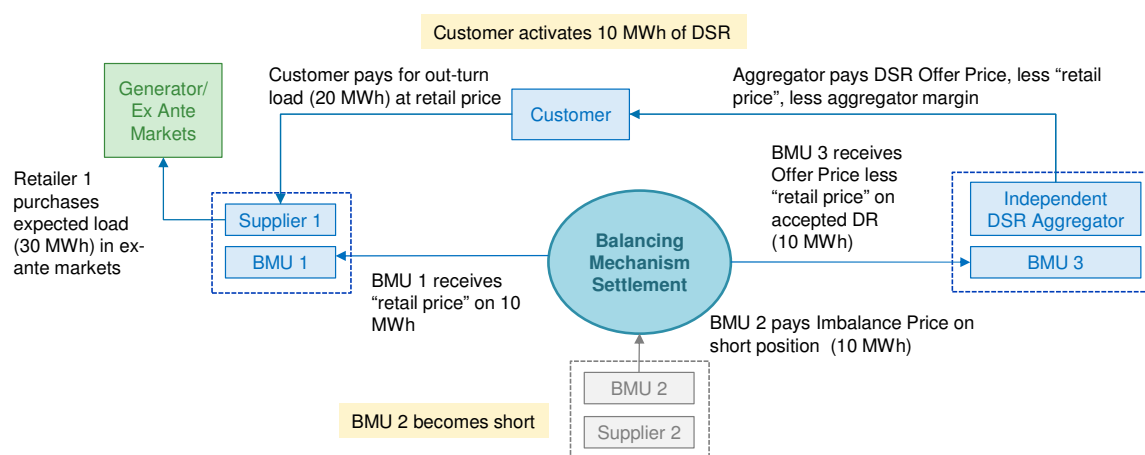 Customer activates 10 MWh of DSR
Generator/
Ex Ante
Markets
Customer pays for out-turn
load (20 MWh) at retail price
Customer
Aggregator pays DSR Offer Price, less “retail
price”, less aggregator margin
Retailer 1
purchases
expected load
(30 MWh) in ex-
ante markets
Supplier 1
BMU 1
BMU 1 receives
“retail price” on 10
MWh
Balancing
Mechanism
Settlement
BMU 3 receives
Offer Price less
“retail price” on
accepted DR
(10 MWh)
Independent
DSR Aggregator
BMU 3
BMU 2 pays Imbalance Price on
short position (10 MWh)
BMU 2 becomes short
BMU 2
Supplier 2